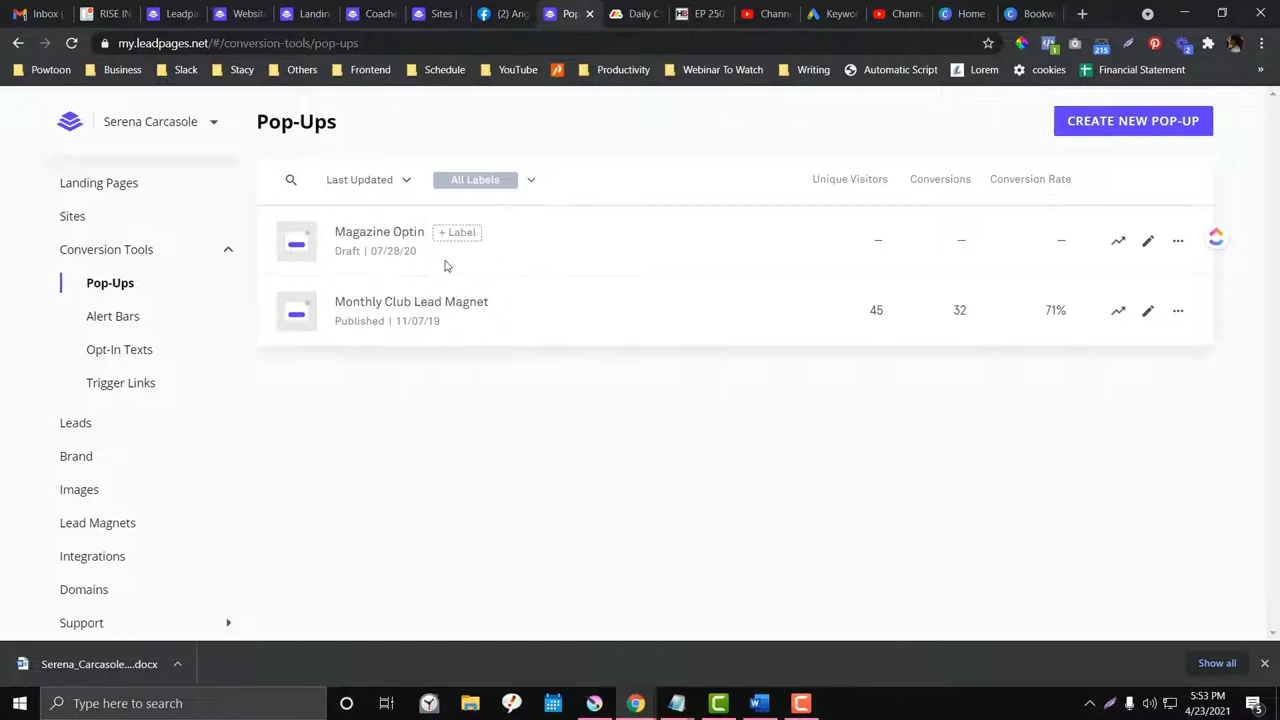 Inbox
RISE IN
Leadpa
Website
Landin
Coache
Sites | L
(2) Ang
Pop
Daily C
EP 250
Chann
Keywor
Chann
Home
Bookw
my.leadpages.net/#/conversion-tools/pop-ups
1
215
2
Powtoon
Business
Slack
Stacy
Others
Frontend
Schedule
YouTube
Productivity
Webinar To Watch
Writing
Automatic Script
Lorem
cookies
Financial Statement
»
Serena Carcasole
Pop-Ups
CREATE NEW POP-UP
Last Updated
All Labels
Unique Visitors
Conversions
Conversion Rate
Landing Pages
Sites
Conversion Tools
Pop-Ups
Alert Bars
Opt-In Texts
Trigger Links
Leads
Brand
Images
Lead Magnets
Integrations
Domains
Support
Magazine Optin
+ Label
Draft | 07/28/20
– – –
Monthly Club Lead Magnet
Published | 11/07/19
45
32
71%
Serena_Carcasole....docx
Show all
Type here to search
5:53 PM
4/23/2021
5